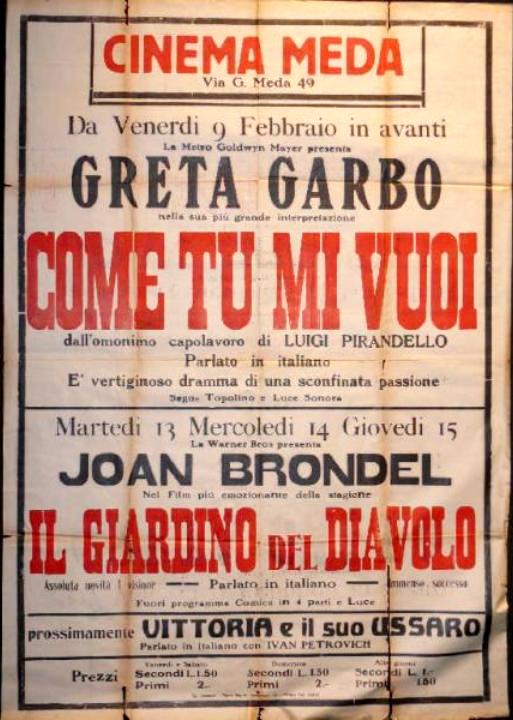 CINEMA MEDA
Via G. Meda 49
Da Venerdi 9 Febbraio in avanti
La Metro Goldwyn Mayer presenta
GRETA GARBO
nella sua più grande interpretazione
COME TU MI VUOI
dall'omonimo capolavoro di LUIGI PIRANDELLO
Parlato in italiano
E' vertiginoso dramma di una sconfinata passione
Segue Topolino e Luce Sonora
Martedi 13 Mercoledi 14 Giovedi 15
La Warner Bros presenta
JOAN BRONDEL
Nel Film più emozionante della stagione
IL GIARDINO DEL DIAVOLO
Assoluta novità — Parlato in italiano — Immenso successo
Fuori programma Comica in 4 parti e Luce
prossimamente VITTORIA e il suo USSARO
Parlato in Italiano con IVAN PETROVICH
Prezzi
Venerdi e Sabato
Secondi L. 1.50
Primi 2.-
Domenica
Secondi L. 1.50
Primi 2.-
Altri giorni
Secondi L. 1.-
Primi 1.50